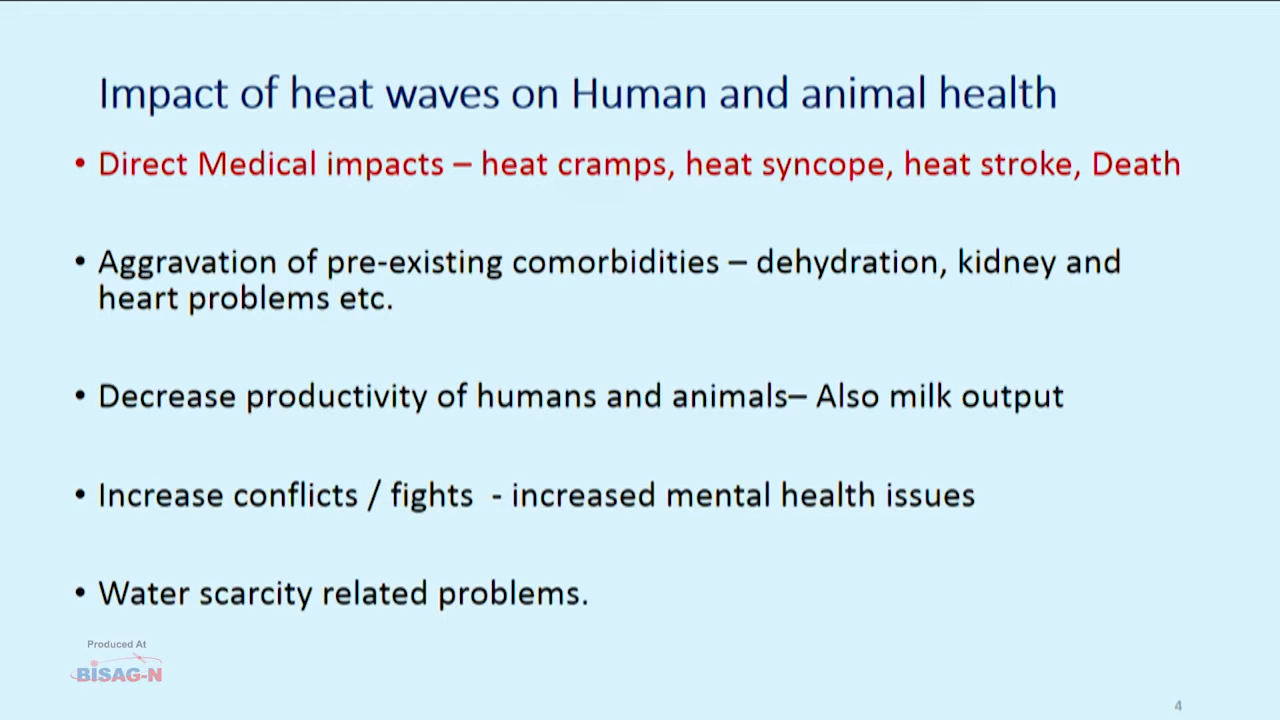 Impact of heat waves on Human and animal health
• Direct Medical impacts – heat cramps, heat syncope, heat stroke, Death
• Aggravation of pre-existing comorbidities – dehydration, kidney and
heart problems etc.
• Decrease productivity of humans and animals– Also milk output
• Increase conflicts / fights - increased mental health issues
• Water scarcity related problems.
Produced At
BISAG-N
4